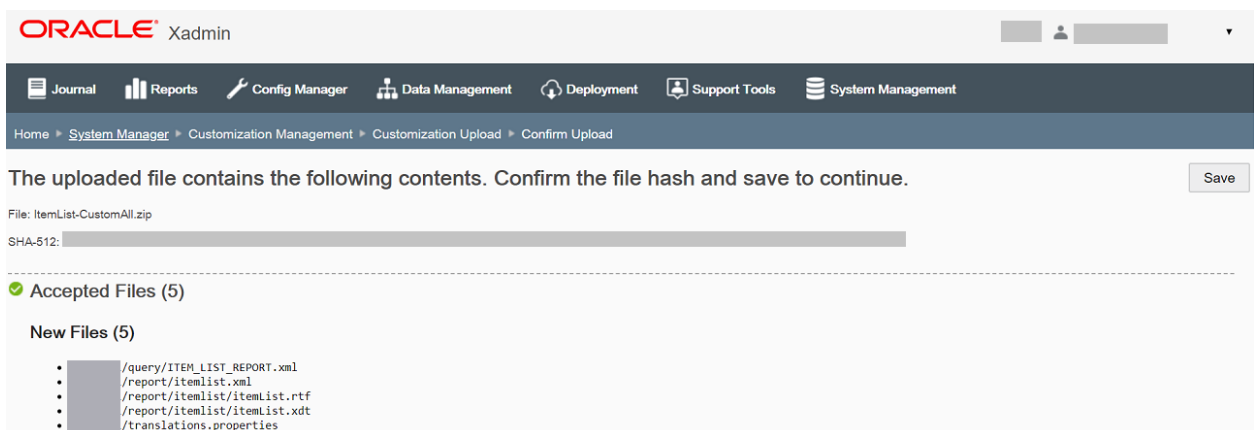 ORACLE Xadmin
Journal Reports Config Manager Data Management Deployment Support Tools System Management
Home System Manager Customization Management Customization Upload Confirm Upload
The uploaded file contains the following contents. Confirm the file hash and save to continue. Save
File: ItemList-CustomAll.zip
SHA-512:
Accepted Files (5)
New Files (5)
/query/ITEM_LIST_REPORT.xml
/report/itemlist.xml
/report/itemlist/itemList.rtf
/report/itemlist/itemList.xdt
/translations.properties